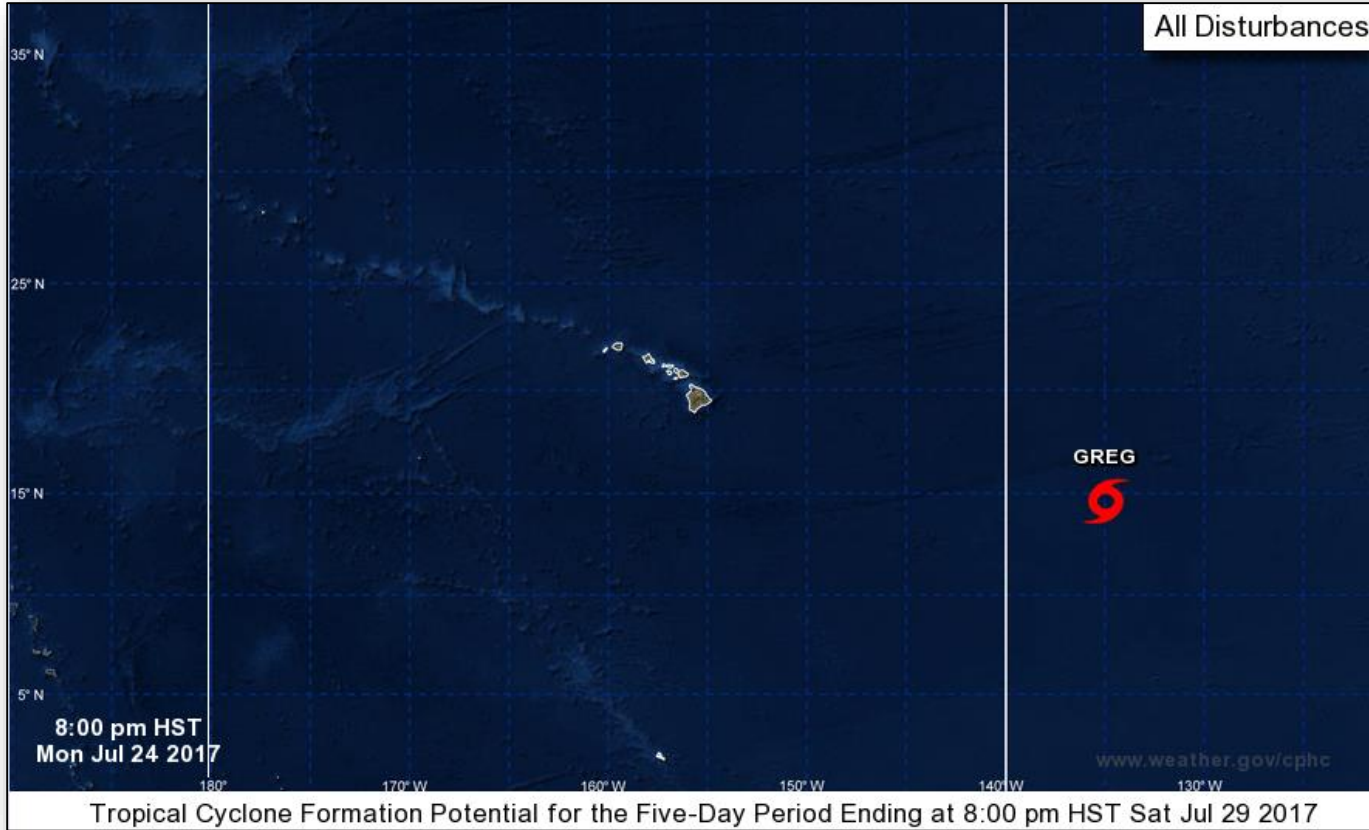 All Disturbances
35° N
25° N
GREG
15° N
5° N
8:00 pm HST
Mon Jul 24 2017
www.weather.gov/cphc
180° 170° W 160° W 150° W 140° W 130° W
Tropical Cyclone Formation Potential for the Five-Day Period Ending at 8:00 pm HST Sat Jul 29 2017